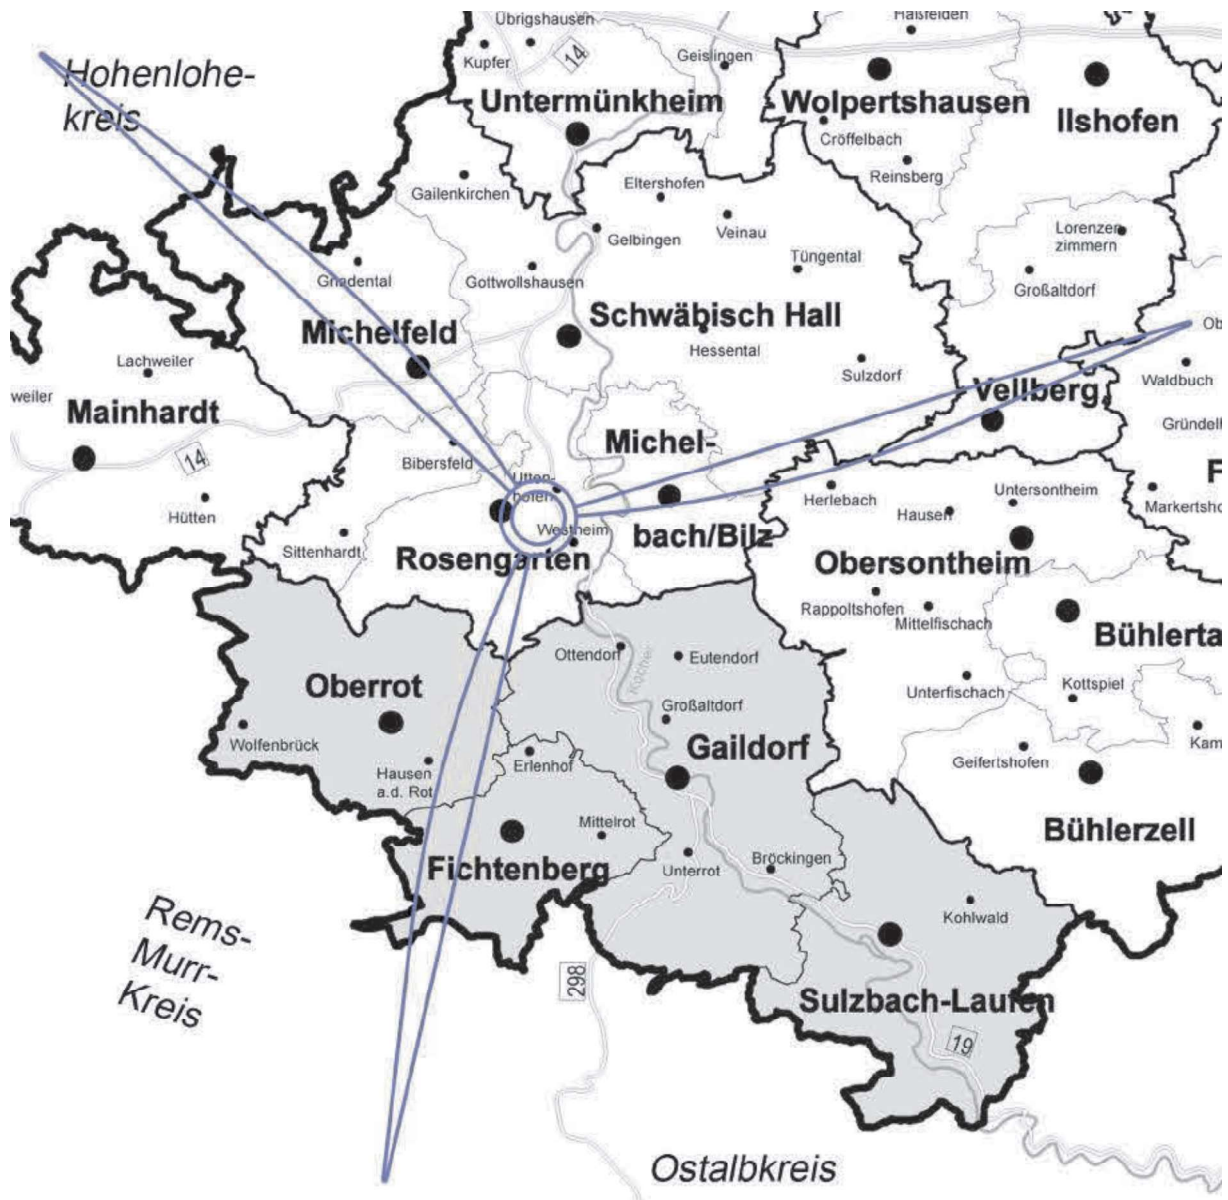 Übrigshausen
Haßfelden
Hohenlohe-
kreis
Kupfer
14
Geislingen
Untermünkheim
Wolpertshausen
Ilshofen
Cröffelbach
Reinsberg
Gailenkirchen
Eltershofen
Gelbingen
Veinau
Lorenzen-
zimmern
Tüngental
Gnadental
Gottwollshausen
Großaltdorf
Michelfeld
Schwäbisch Hall
Ob
Hessental
Lachweiler
Sulzdorf
Waldbuch
weiler
Mainhardt
Vellberg
Gründelh
14
Bibersfeld
Michel-
bach/Bilz
Utten-
hofen
Herlebach
Untersontheim
F
Hütten
Hausen
Markertsho
Westheim
Sittenhardt
Rosengarten
Obersontheim
Rappoltshofen
Mittelfischach
Bühlerta
Ottendorf
Kocher
Eutendorf
Oberrot
Unterfischach
Kottspiel
Großaltdorf
Wolfenbrück
Gaildorf
Kam
Hausen
a.d. Rot
Erlenhof
Geifertshofen
Mittelrot
Bühlerzell
Fichtenberg
Unterrot
Bröckingen
Rems-
Murr-
Kreis
Kohlwald
298
Sulzbach-Laufen
19
Ostalbkreis